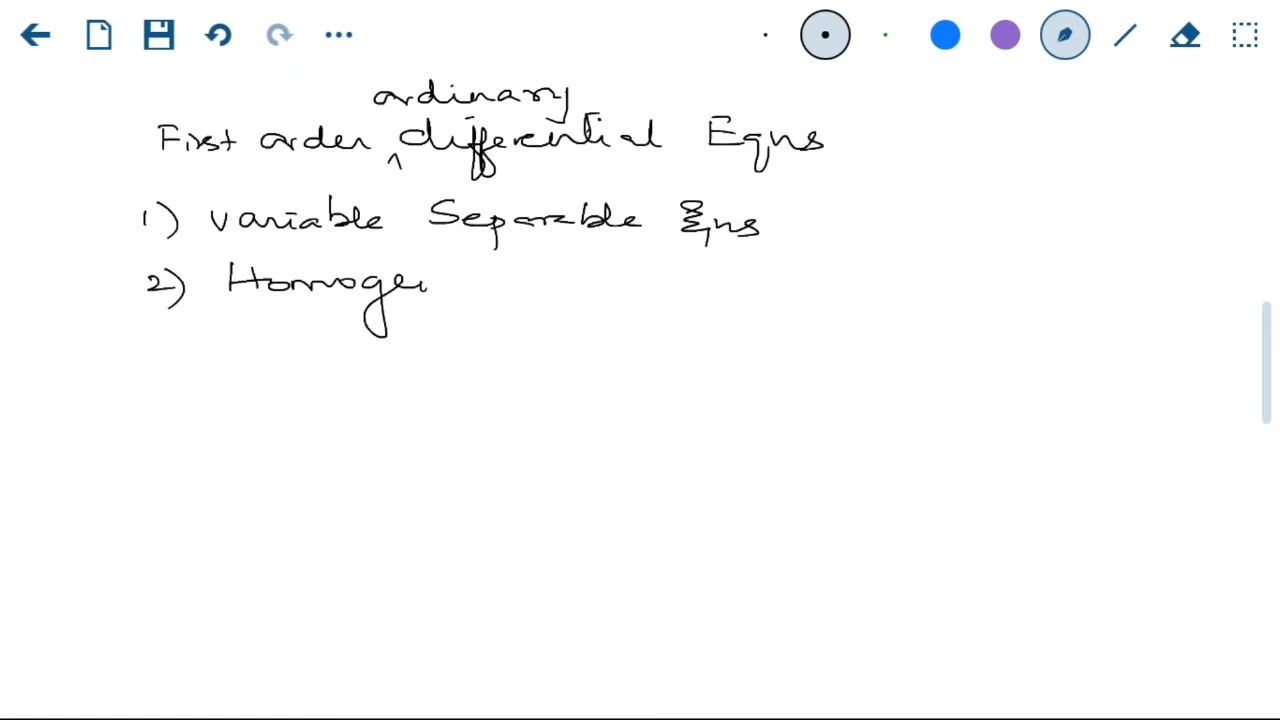 ordinary
First order ^ differential Eqns
1) Variable Separable Eqns
2) Homogen